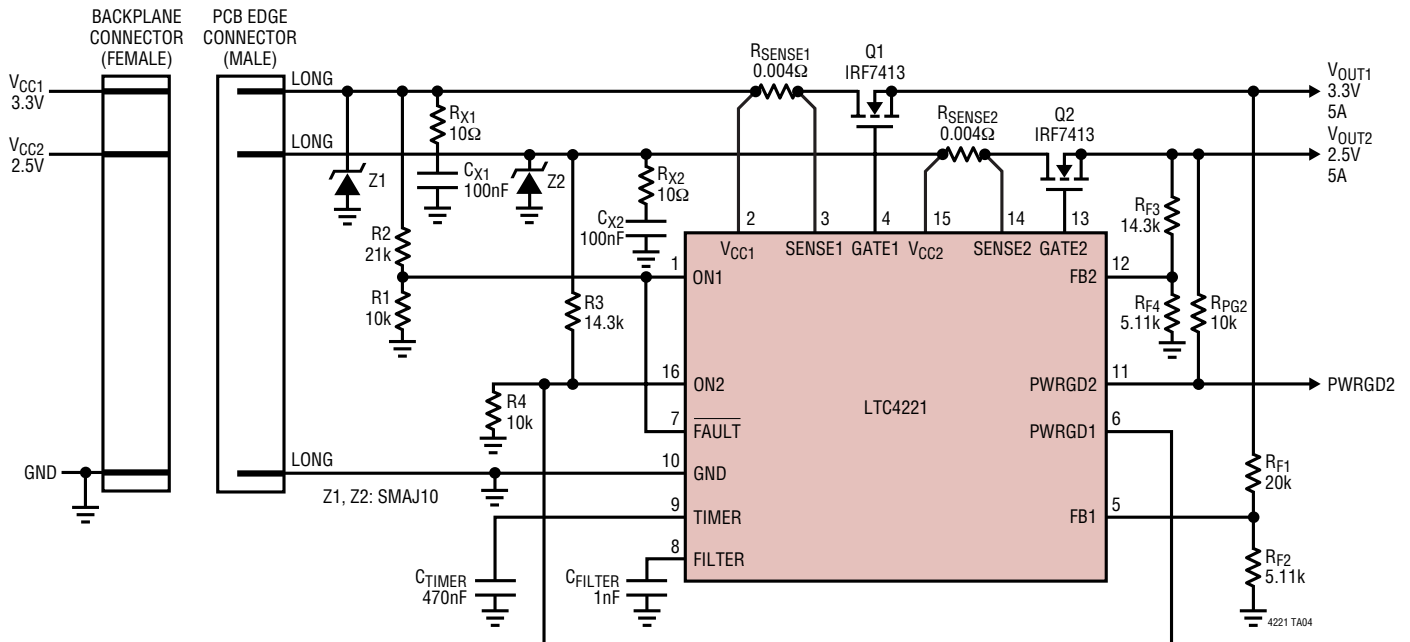 BACKPLANE
CONNECTOR
(FEMALE)
PCB EDGE
CONNECTOR
(MALE)
VCC1
3.3V
VCC2
2.5V
GND
LONG
LONG
LONG
Z1
RX1
10Ω
CX1
100nF
Z2
RX2
10Ω
CX2
100nF
RSENSE1
0.004Ω
Q1
IRF7413
RSENSE2
0.004Ω
Q2
IRF7413
VOUT1
3.3V
5A
VOUT2
2.5V
5A
R2
21k
R1
10k
R3
14.3k
R4
10k
2
3
4
15
14
13
VCC1
SENSE1
GATE1
VCC2
SENSE2
GATE2
1
ON1
16
ON2
7
FAULT
10
GND
9
TIMER
8
FILTER
LTC4221
FB2
12
PWRGD2
11
PWRGD1
6
FB1
5
RF3
14.3k
RF4
5.11k
RPG2
10k
PWRGD2
RF1
20k
RF2
5.11k
Z1, Z2: SMAJ10
CTIMER
470nF
CFILTER
1nF
4221 TA04